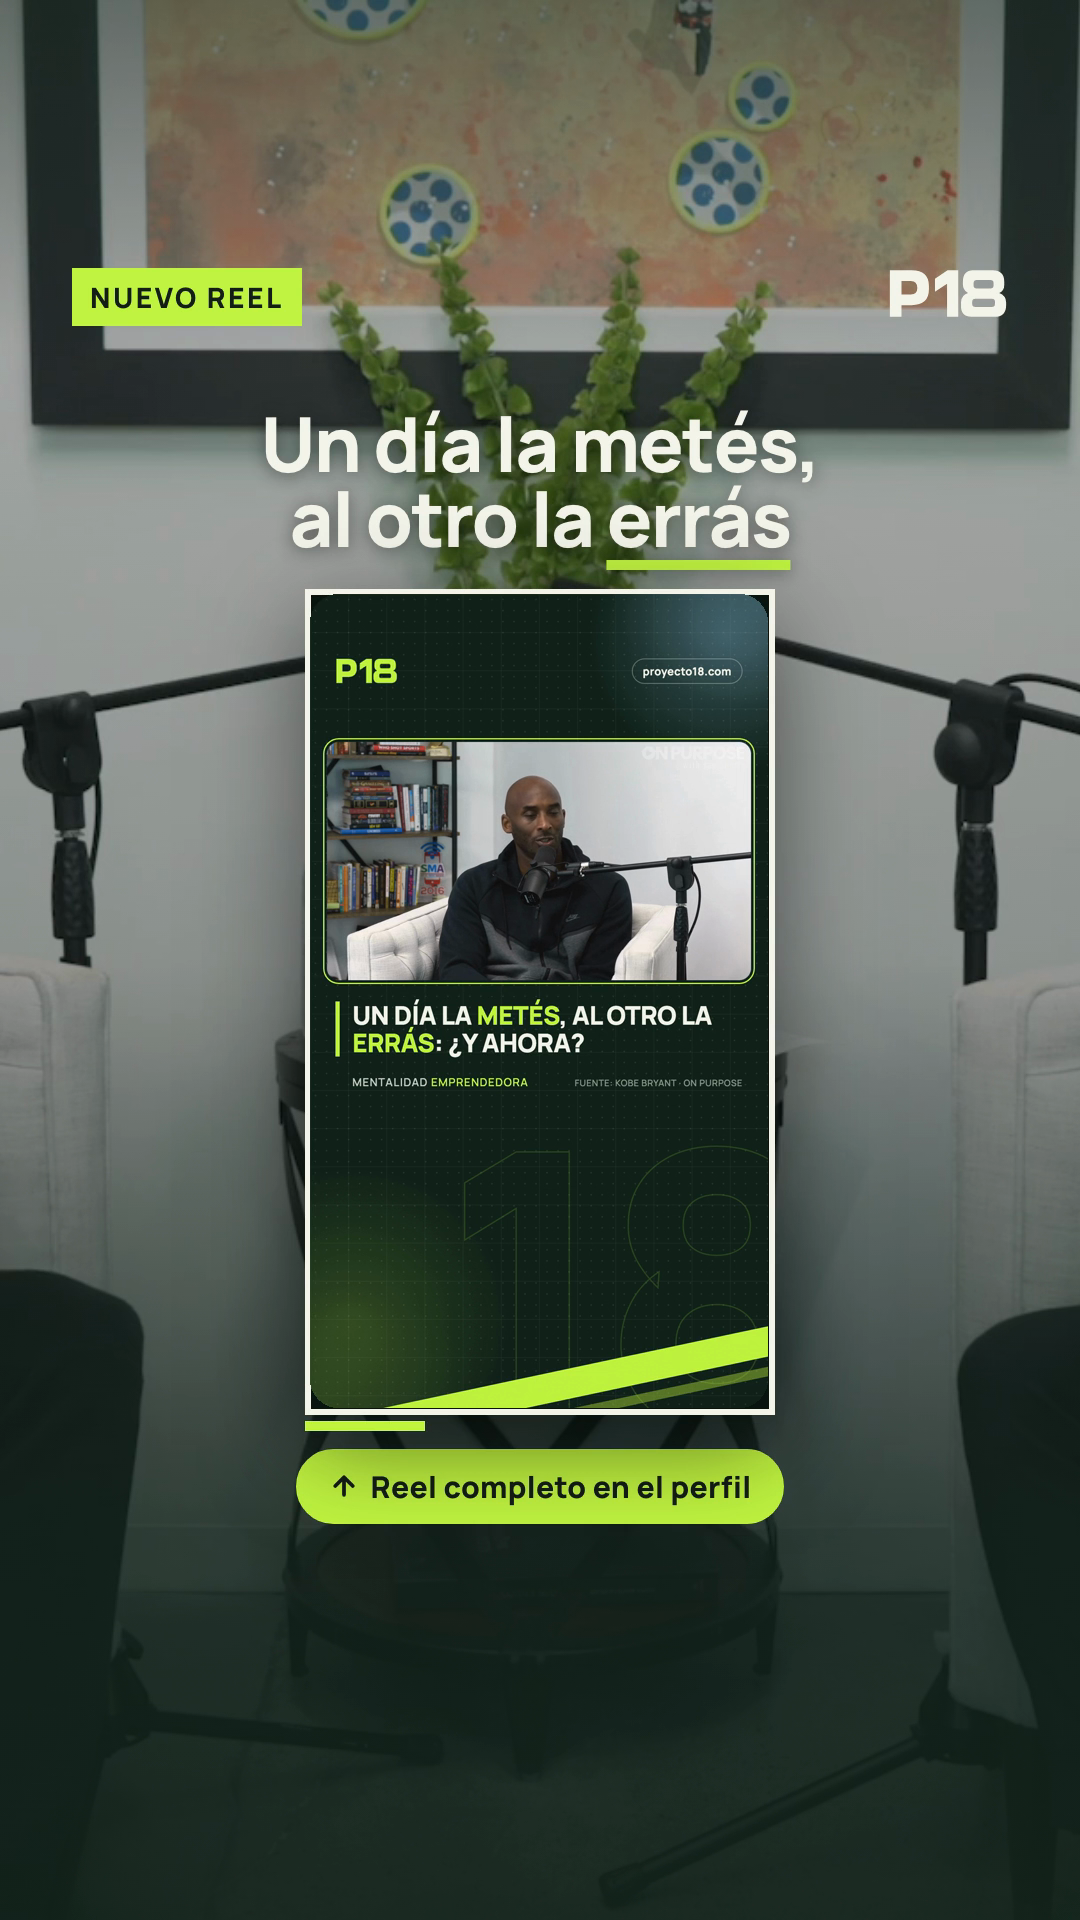 NUEVO REEL
P18
Un día la metés,
al otro la errás
P18
proyecto18.com
ON PURPOSE
SMA
2016
UN DÍA LA METÉS, AL OTRO LA
ERRÁS: ¿Y AHORA?
MENTALIDAD EMPRENDEDORA
FUENTE: KOBE BRYANT · ON PURPOSE
18
↑ Reel completo en el perfil